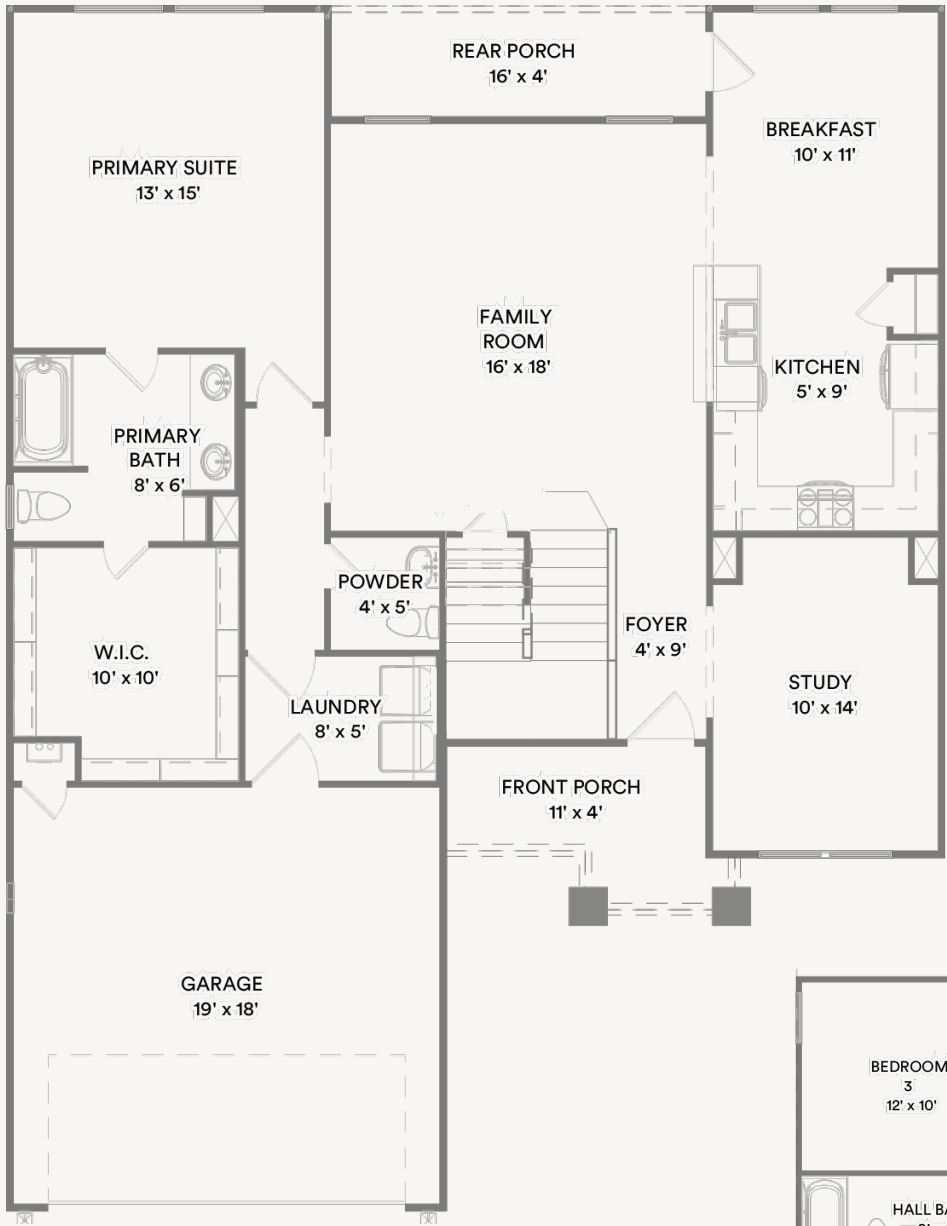 REAR PORCH
16' x 4'
BREAKFAST
10' x 11'
PRIMARY SUITE
13' x 15'
FAMILY
ROOM
16' x 18'
KITCHEN
5' x 9'
PRIMARY
BATH
8' x 6'
POWDER
4' x 5'
FOYER
4' x 9'
W.I.C.
10' x 10'
STUDY
10' x 14'
LAUNDRY
8' x 5'
FRONT PORCH
11' x 4'
GARAGE
19' x 18'
BEDROOM
3
12' x 10'
HALL